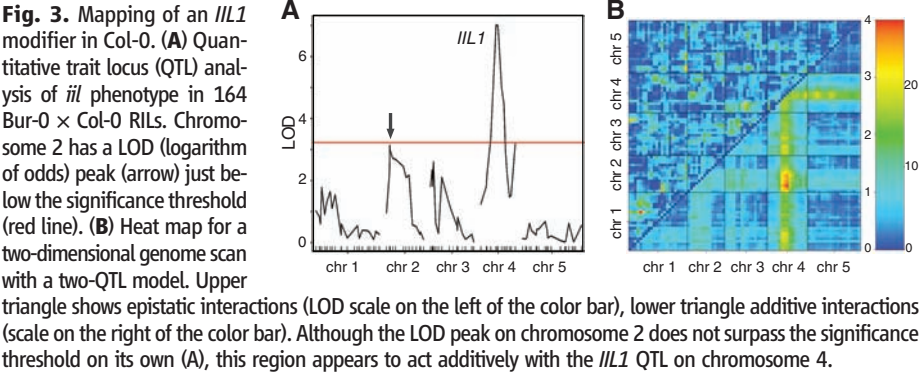 Fig. 3. Mapping of an IIL1
modifier in Col-0. (A) Quan-
titative trait locus (QTL) anal-
ysis of iil phenotype in 164
Bur-0 × Col-0 RILs. Chromo-
some 2 has a LOD (logarithm
of odds) peak (arrow) just be-
low the significance threshold
(red line). (B) Heat map for a
two-dimensional genome scan
with a two-QTL model. Upper
triangle shows epistatic interactions (LOD scale on the left of the color bar), lower triangle additive interactions
(scale on the right of the color bar). Although the LOD peak on chromosome 2 does not surpass the significance
threshold on its own (A), this region appears to act additively with the IIL1 QTL on chromosome 4.
A
LOD
6
4
2
0
IIL1
chr 1 chr 2 chr 3 chr 4 chr 5
B
chr 5
chr 4
chr 3
chr 2
chr 1
chr 1 chr 2 chr 3 chr 4 chr 5
4
3
2
1
0
20
10
0